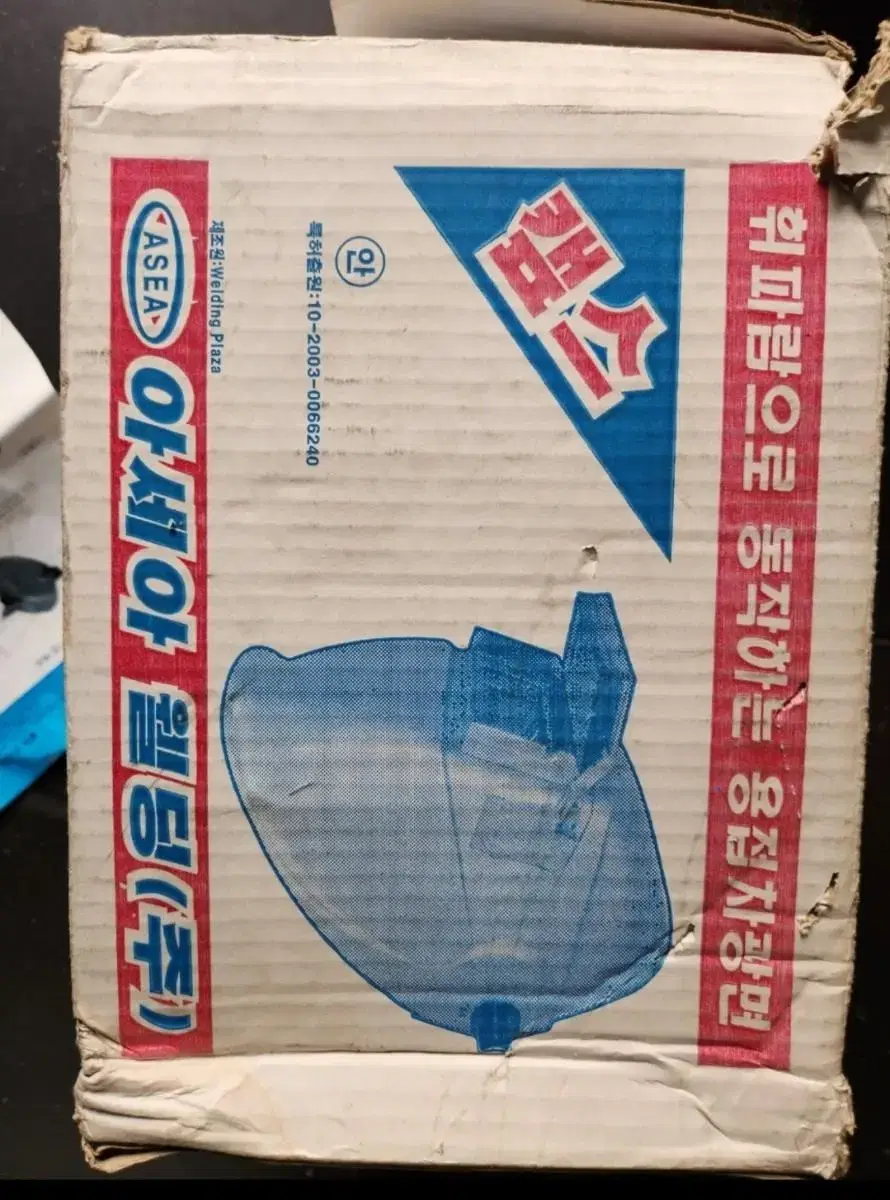 휘파람으로 동작하는 용접차광면
캡스
안
특허출원:10-2003-0066240
제조원:Welding Plaza
ASEA 아세아 웰딩(주)